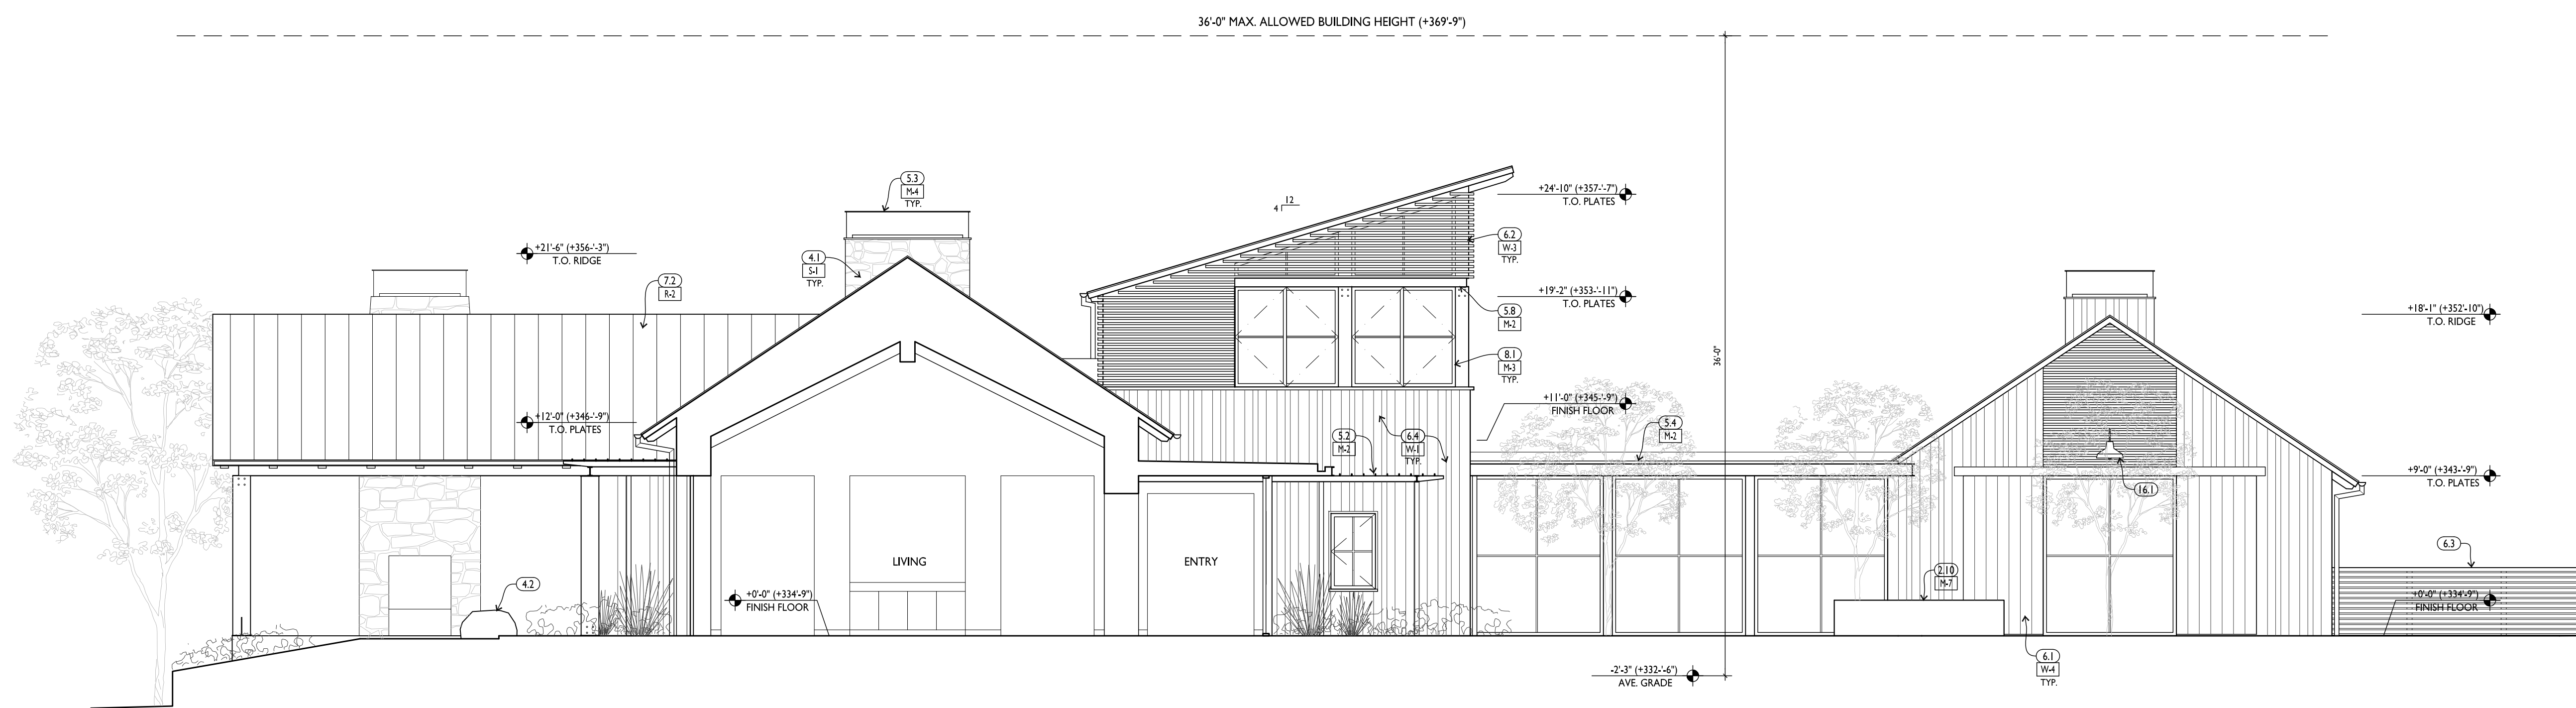 36'-0" MAX. ALLOWED BUILDING HEIGHT (+369'-9")
5.3
M-4
TYP.
+24'-10" (+357'-7")
T.O. PLATES
12
4
+21'-6" (+356'-3")
T.O. RIDGE
4.1
S-1
TYP.
6.2
W-3
TYP.
7.2
R-2
+19'-2" (+353'-11")
T.O. PLATES
5.8
M-2
+18'-1" (+352'-10")
T.O. RIDGE
8.1
M-3
TYP.
36'-0"
+11'-0" (+345'-9")
FINISH FLOOR
+12'-0" (+346'-9")
T.O. PLATES
5.2
M-2
6.4
W-1
TYP.
5.4
M-2
+9'-0" (+343'-9")
T.O. PLATES
16.1
6.3
LIVING
ENTRY
4.2
2.10
M-7
+0'-0" (+334'-9")
FINISH FLOOR
+0'-0" (+334'-9")
FINISH FLOOR
-2'-3" (+332'-6")
AVE. GRADE
6.1
W-4
TYP.